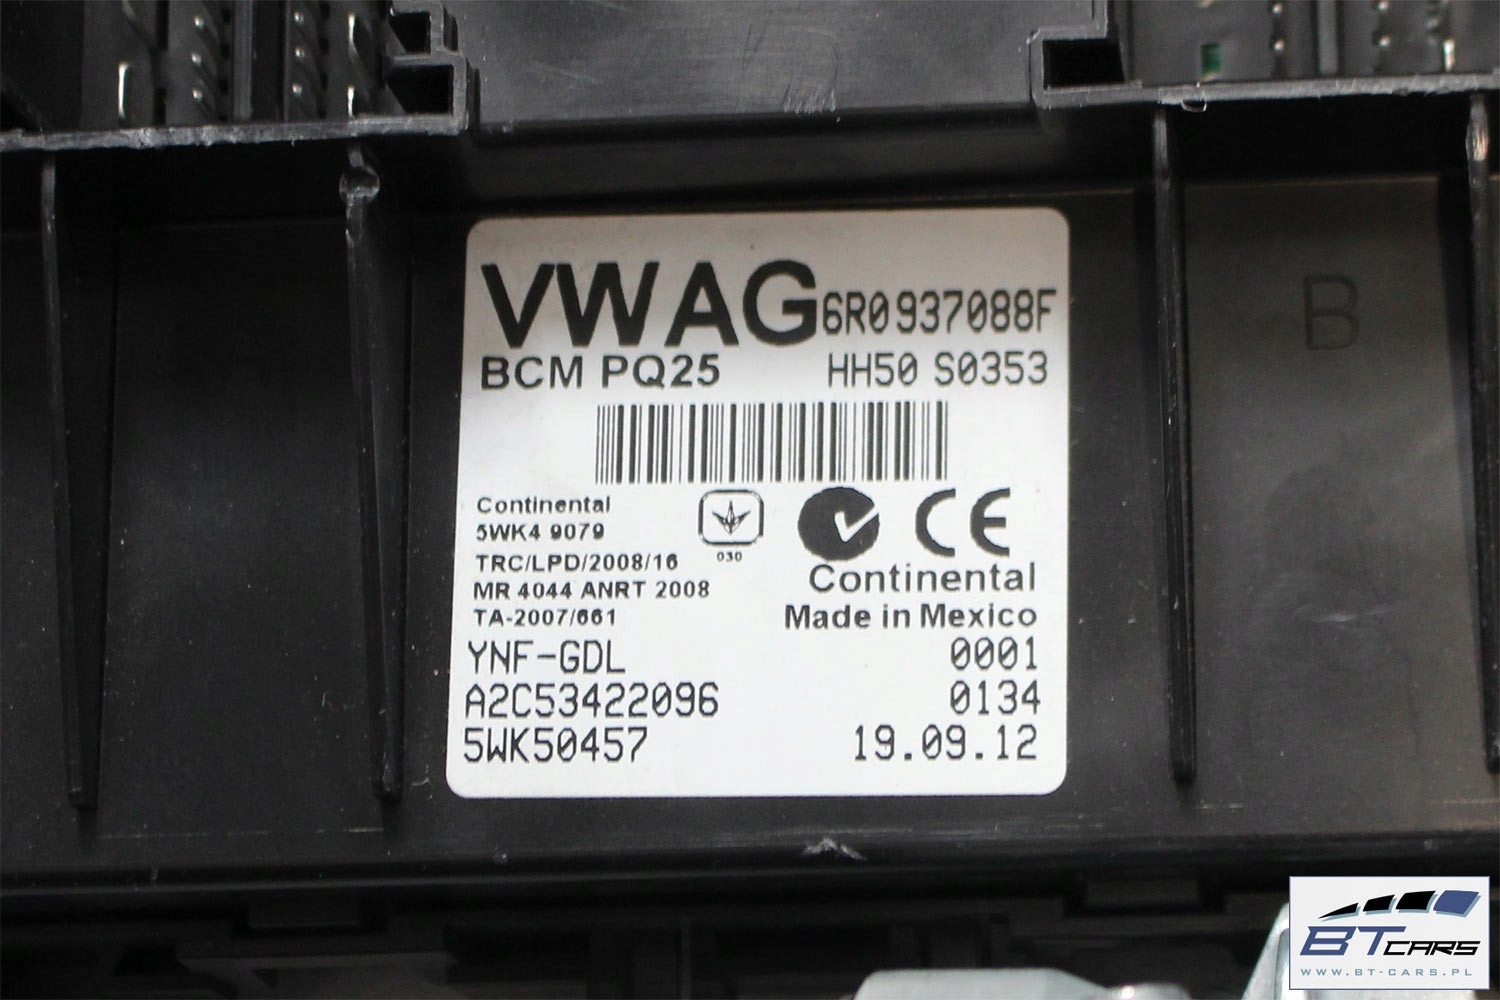 VWAG 6R0937088F
BCM PQ25 HH50 S0353
Continental
5WK4 9079
TRC/LPD/2008/16
MR 4044 ANRT 2008
TA-2007/661
030
CE
Continental
Made in Mexico
YNF-GDL 0001
A2C53422096 0134
5WK50457 19.09.12
B
BT CARS
WWW.BT-CARS.PL